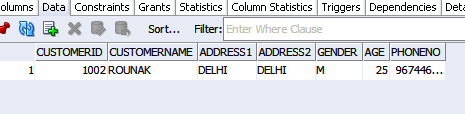 olumns Data Constraints Grants Statistics Column Statistics Triggers Dependencies Deta
Sort... Filter: Enter Where Clause
CUSTOMERID CUSTOMERNAME ADDRESS1 ADDRESS2 GENDER AGE PHONENO
1 1002 ROUNAK DELHI DELHI M 25 967446...